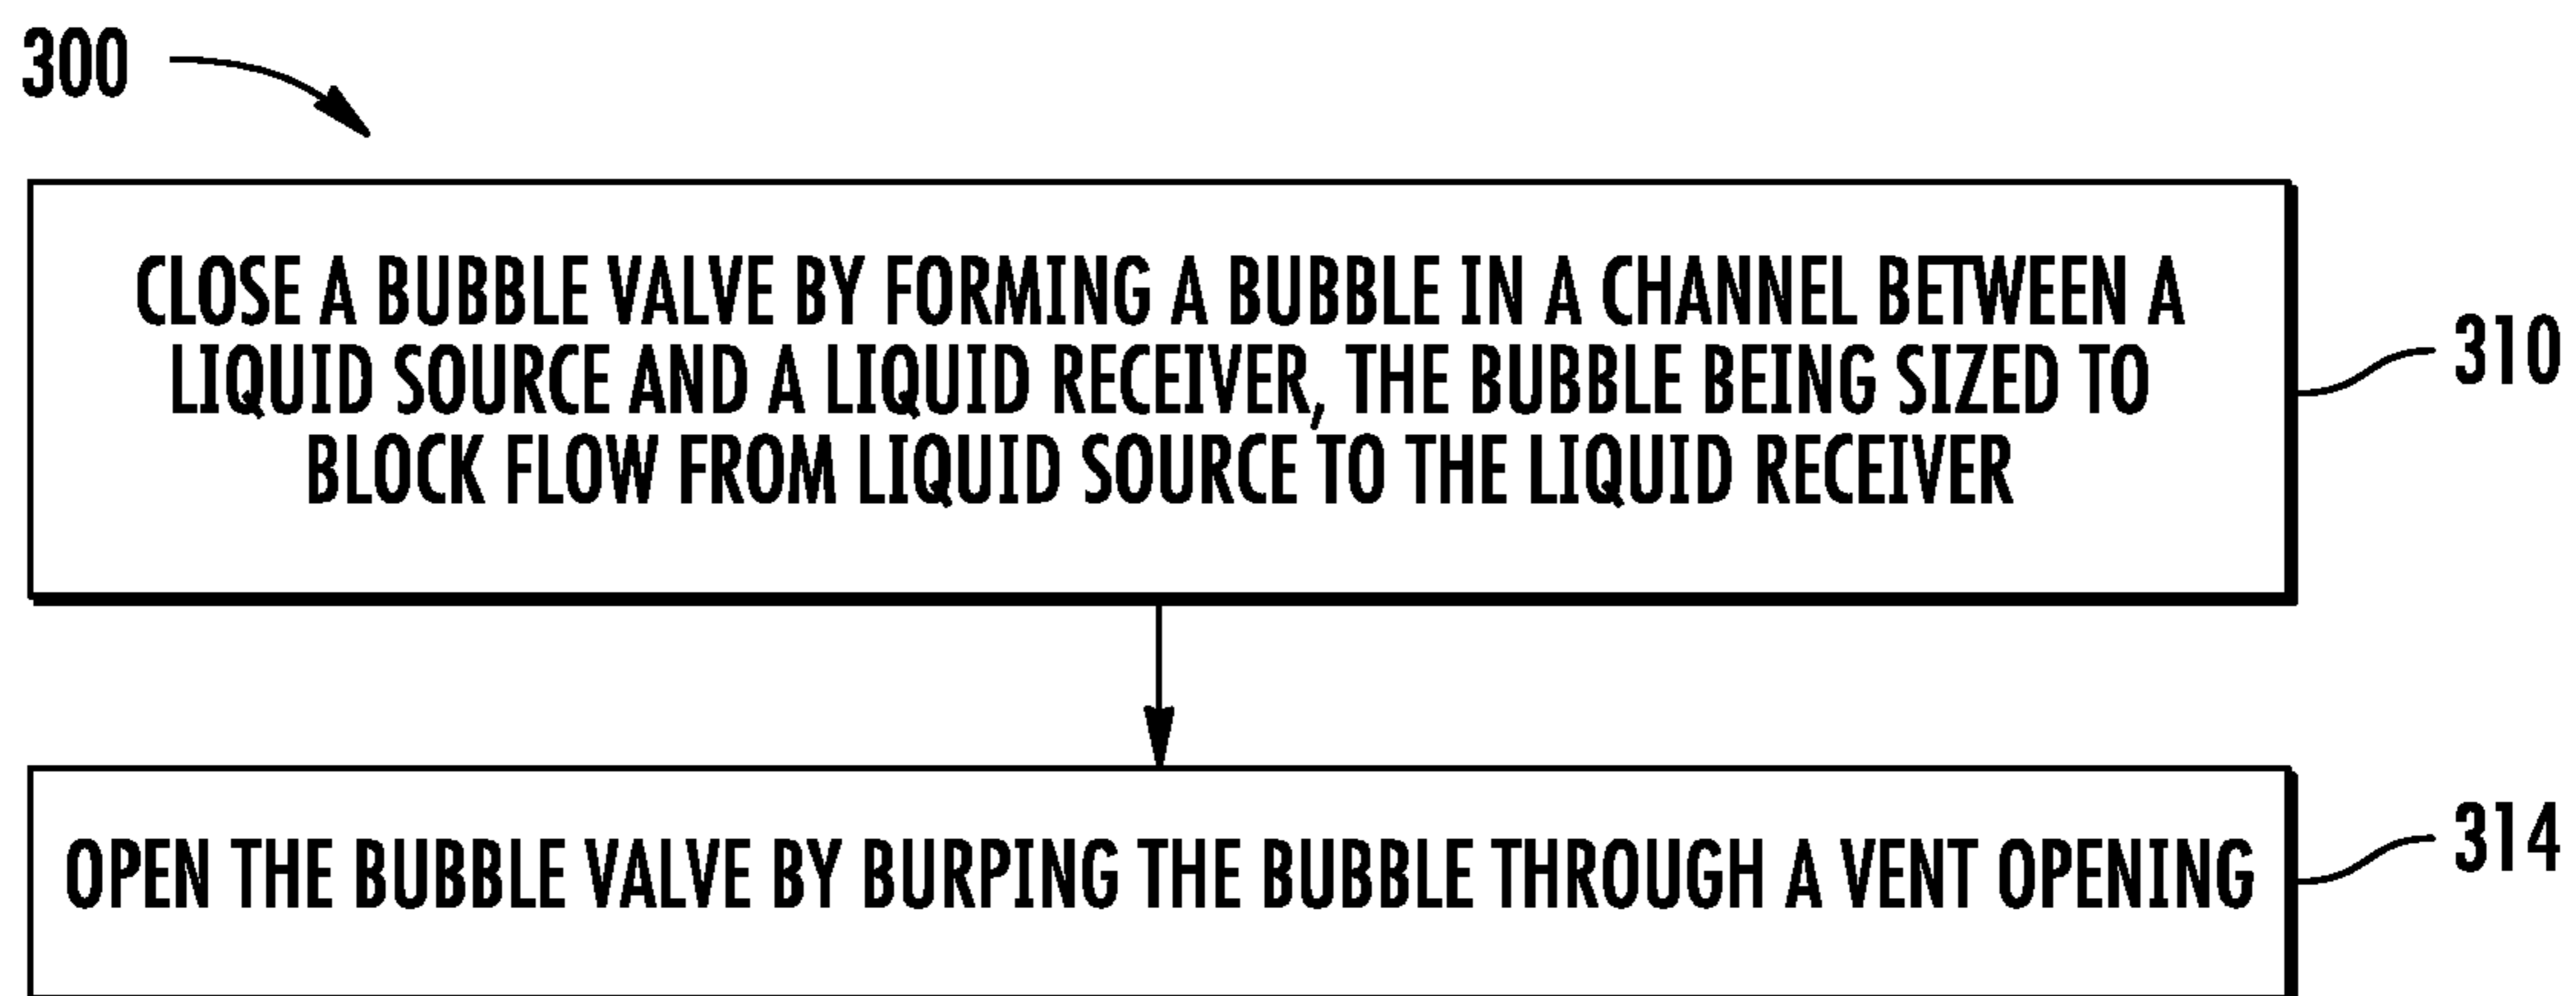 300
CLOSE A BUBBLE VALVE BY FORMING A BUBBLE IN A CHANNEL BETWEEN A
LIQUID SOURCE AND A LIQUID RECEIVER, THE BUBBLE BEING SIZED TO
BLOCK FLOW FROM LIQUID SOURCE TO THE LIQUID RECEIVER
310
OPEN THE BUBBLE VALVE BY BURPING THE BUBBLE THROUGH A VENT OPENING
314